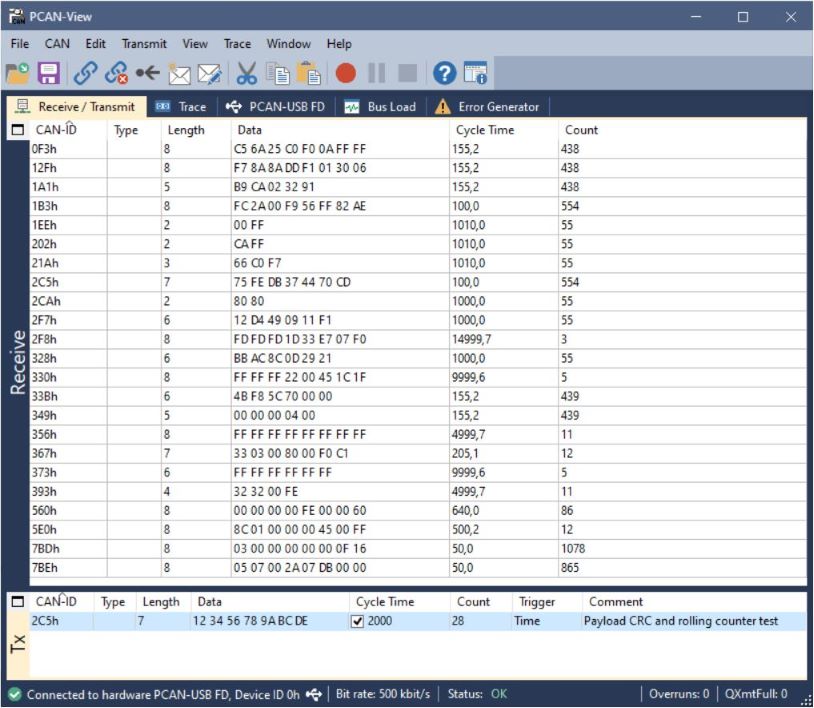 PCAN-View
File CAN Edit Transmit View Trace Window Help
Receive / Transmit Trace PCAN-USB FD Bus Load Error Generator
CAN-ID Type Length Data Cycle Time Count
0F3h 8 C5 6A 25 C0 F0 0A FF FF 155,2 438
12Fh 8 F7 8A 8A DD F1 01 30 06 155,2 438
1A1h 5 B9 CA 02 32 91 155,2 438
1B3h 8 FC 2A 00 F9 56 FF 82 AE 100,0 554
1EEh 2 00 FF 1010,0 55
202h 2 CA FF 1010,0 55
21Ah 3 66 C0 F7 1010,0 55
2C5h 7 75 FE DB 37 44 70 CD 100,0 554
2CAh 2 80 80 1000,0 55
2F7h 6 12 D4 49 09 11 F1 1000,0 55
2F8h 8 FD FD FD 1D 33 E7 07 F0 14999,7 3
328h 6 BB AC 8C 0D 29 21 1000,0 55
330h 8 FF FF FF 22 00 45 1C 1F 9999,6 5
33Bh 6 4B F8 5C 70 00 00 155,2 439
349h 5 00 00 00 04 00 155,2 439
356h 8 FF FF FF FF FF FF FF FF 4999,7 11
367h 7 33 03 00 80 00 F0 C1 205,1 12
373h 6 FF FF FF FF FF FF 9999,6 5
393h 4 32 32 00 FE 4999,7 11
560h 8 00 00 00 00 FE 00 00 60 640,0 86
5E0h 8 8C 01 00 00 00 45 00 FF 500,2 12
7BDh 8 03 00 00 00 00 00 0F 16 50,0 1078
7BEh 8 05 07 00 2A 07 DB 00 00 50,0 865
Receive
CAN-ID Type Length Data Cycle Time Count Trigger Comment
2C5h 7 12 34 56 78 9A BC DE 2000 28 Time Payload CRC and rolling counter test
Tx
Connected to hardware PCAN-USB FD, Device ID 0h Bit rate: 500 kbit/s Status: OK Overruns: 0 QXmtFull: 0